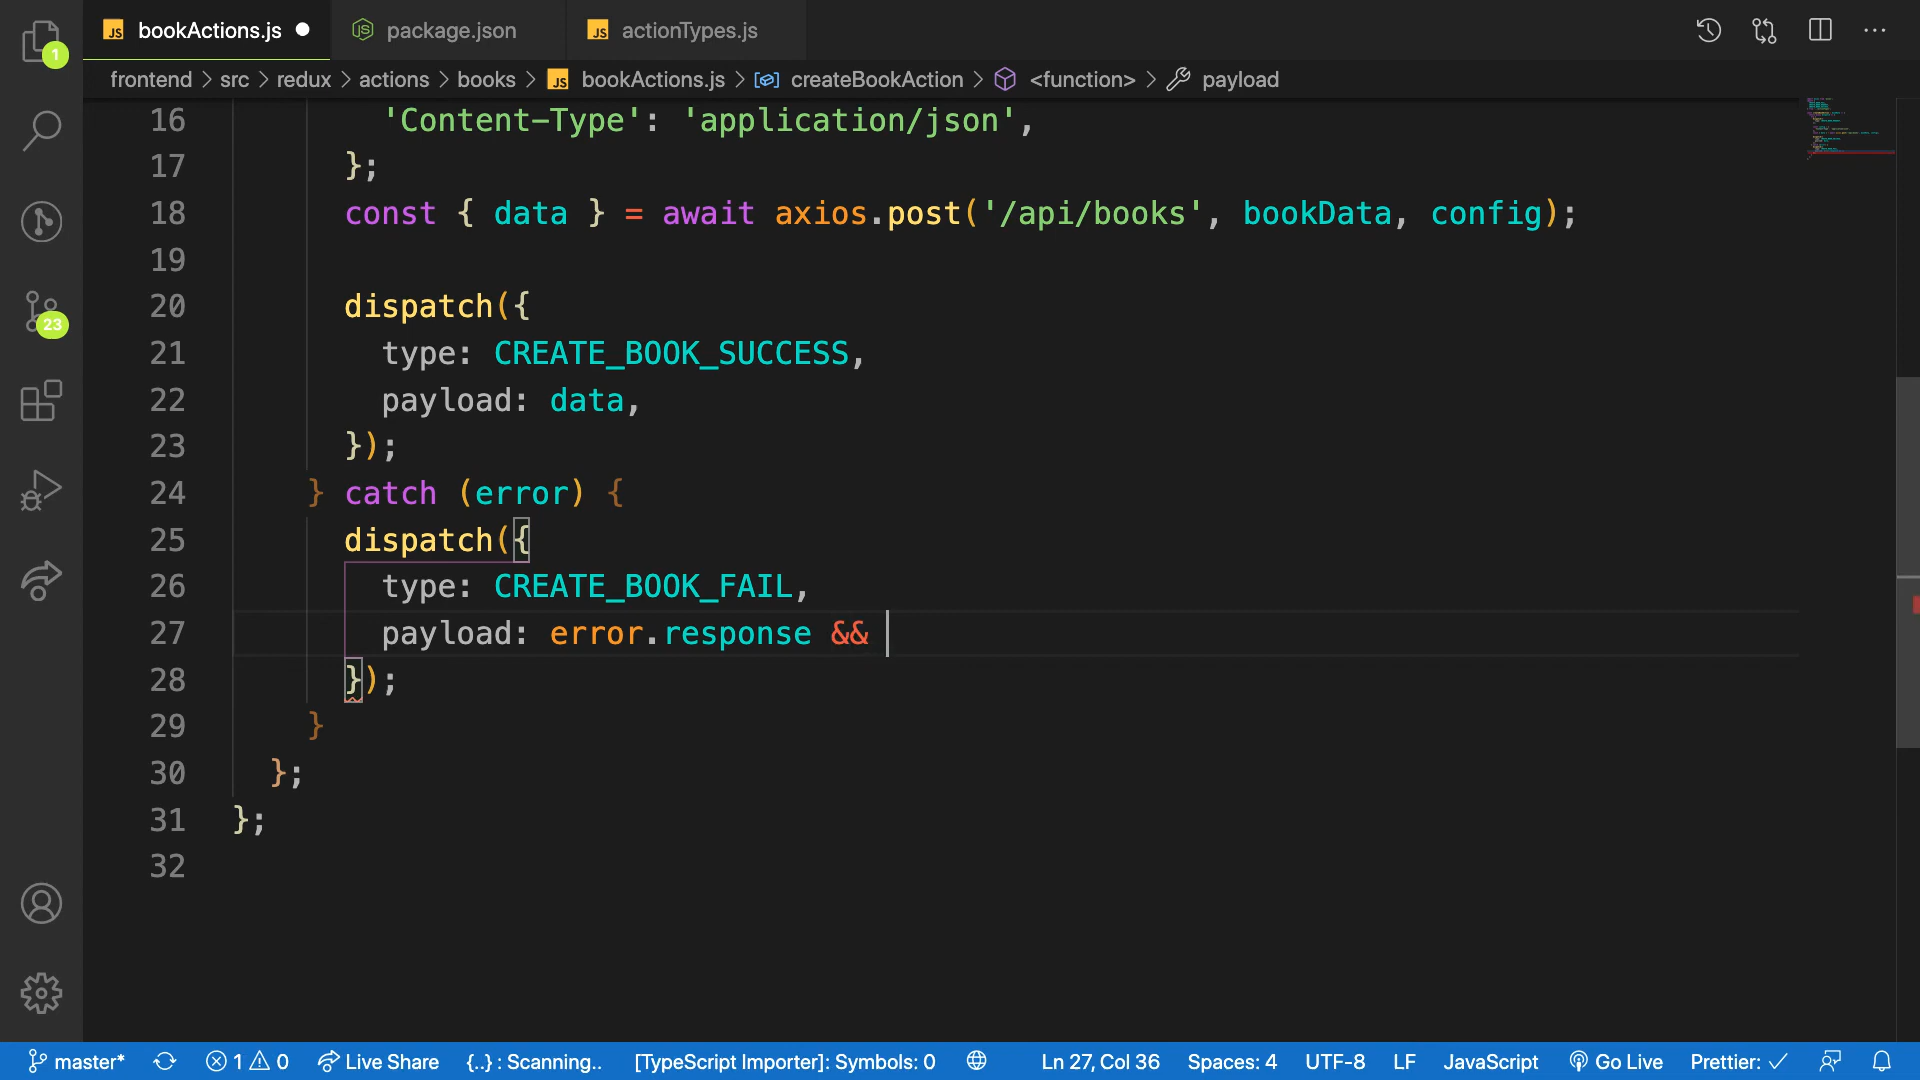 JS bookActions.js package.json JS actionTypes.js
1
frontend > src > redux > actions > books > JS bookActions.js > createBookAction > <function> > payload
16 'Content-Type': 'application/json',
17 };
18 const { data } = await axios.post('/api/books', bookData, config);
19
20 dispatch({
21 type: CREATE_BOOK_SUCCESS,
23
22 payload: data,
23 });
24 } catch (error) {
25 dispatch({
26 type: CREATE_BOOK_FAIL,
27 payload: error.response &&
28 });
29 }
30 };
31 };
32
master* 1 0 Live Share {..} : Scanning.. [TypeScript Importer]: Symbols: 0 Ln 27, Col 36 Spaces: 4 UTF-8 LF JavaScript Go Live Prettier: ✓